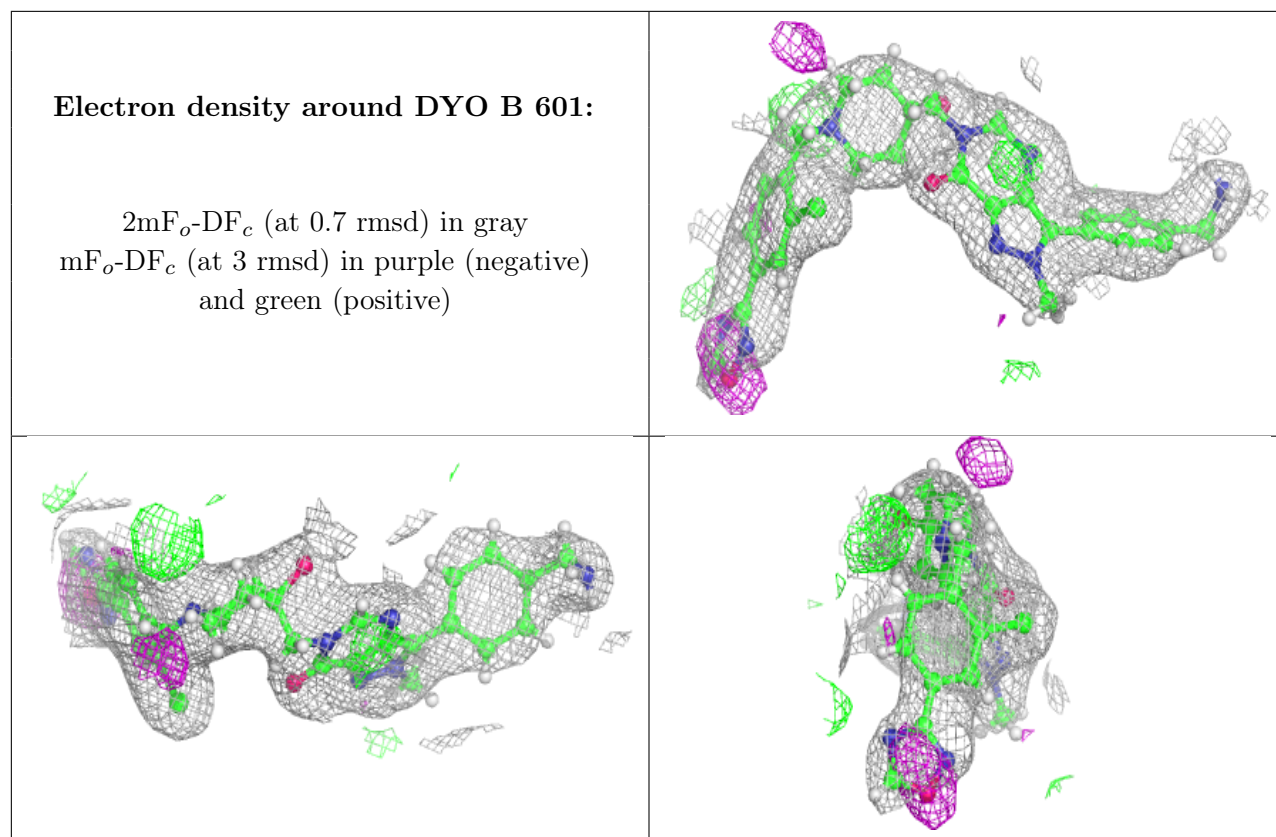 Electron density around DYO B 601:
2mFₒ-DF𝒸 (at 0.7 rmsd) in gray
mFₒ-DF𝒸 (at 3 rmsd) in purple (negative)
and green (positive)